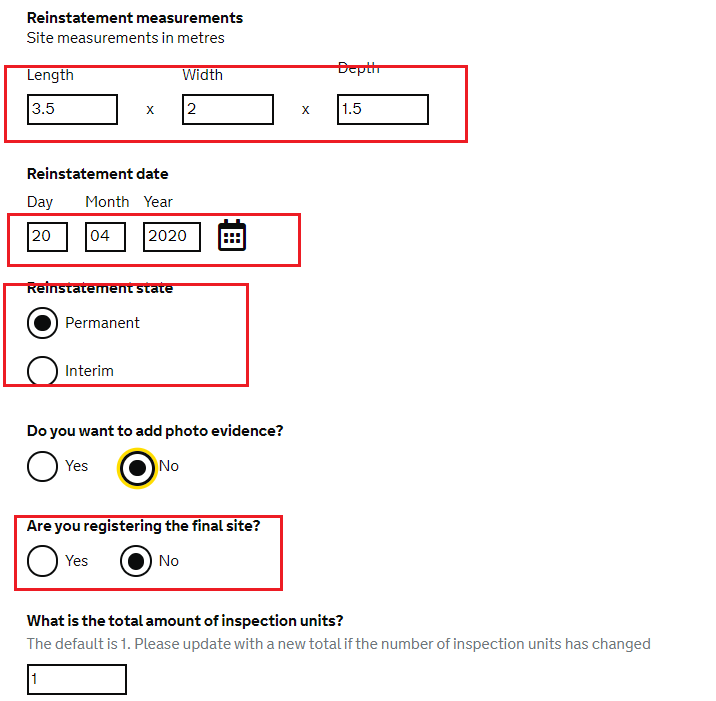 Reinstatement measurements
Site measurements in metres
Length Width Depth
3.5 x 2 x 1.5
Reinstatement date
Day Month Year
20 04 2020
Reinstatement state
Permanent
Interim
Do you want to add photo evidence?
Yes No
Are you registering the final site?
Yes No
What is the total amount of inspection units?
The default is 1. Please update with a new total if the number of inspection units has changed
1